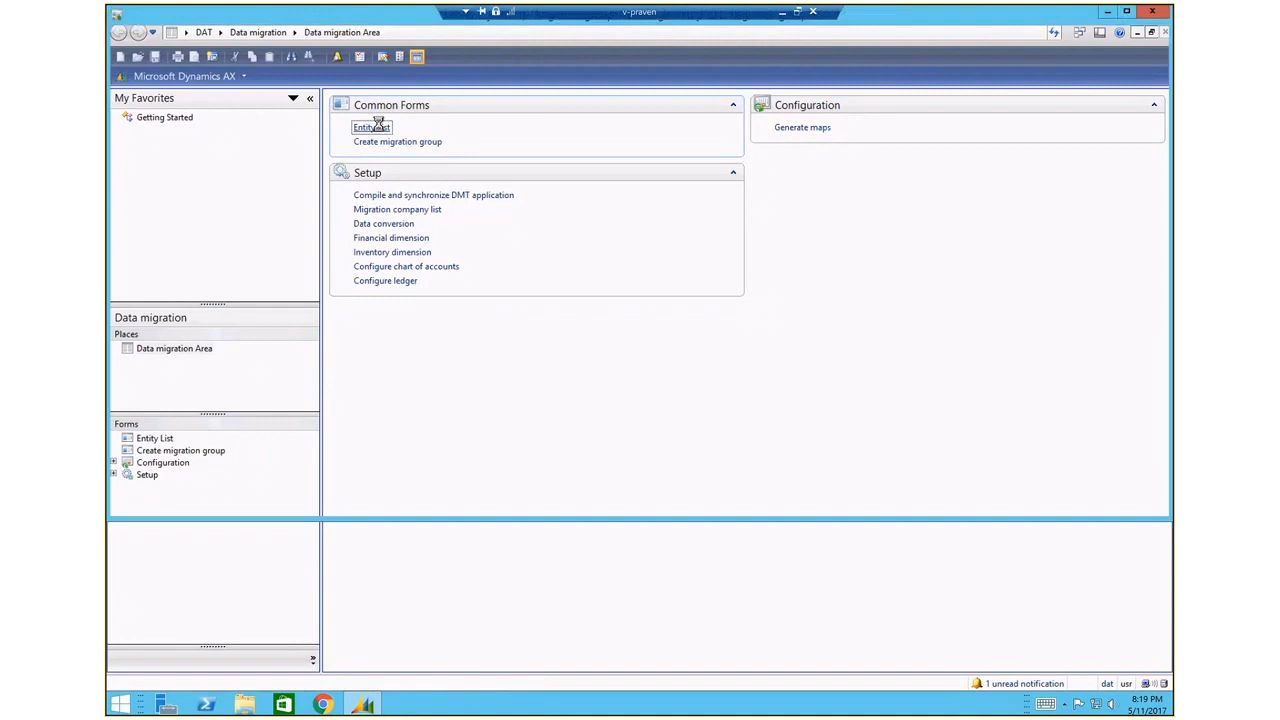 v-praven
DAT
Data migration
Data migration Area
Microsoft Dynamics AX
My Favorites
Getting Started
Common Forms
Entity List
Create migration group
Configuration
Generate maps
Setup
Compile and synchronize DMT application
Migration company list
Data conversion
Financial dimension
Inventory dimension
Configure chart of accounts
Configure ledger
Data migration
Places
Data migration Area
Forms
Entity List
Create migration group
Configuration
Setup
1 unread notification
dat
usr
8:19 PM
5/11/2017